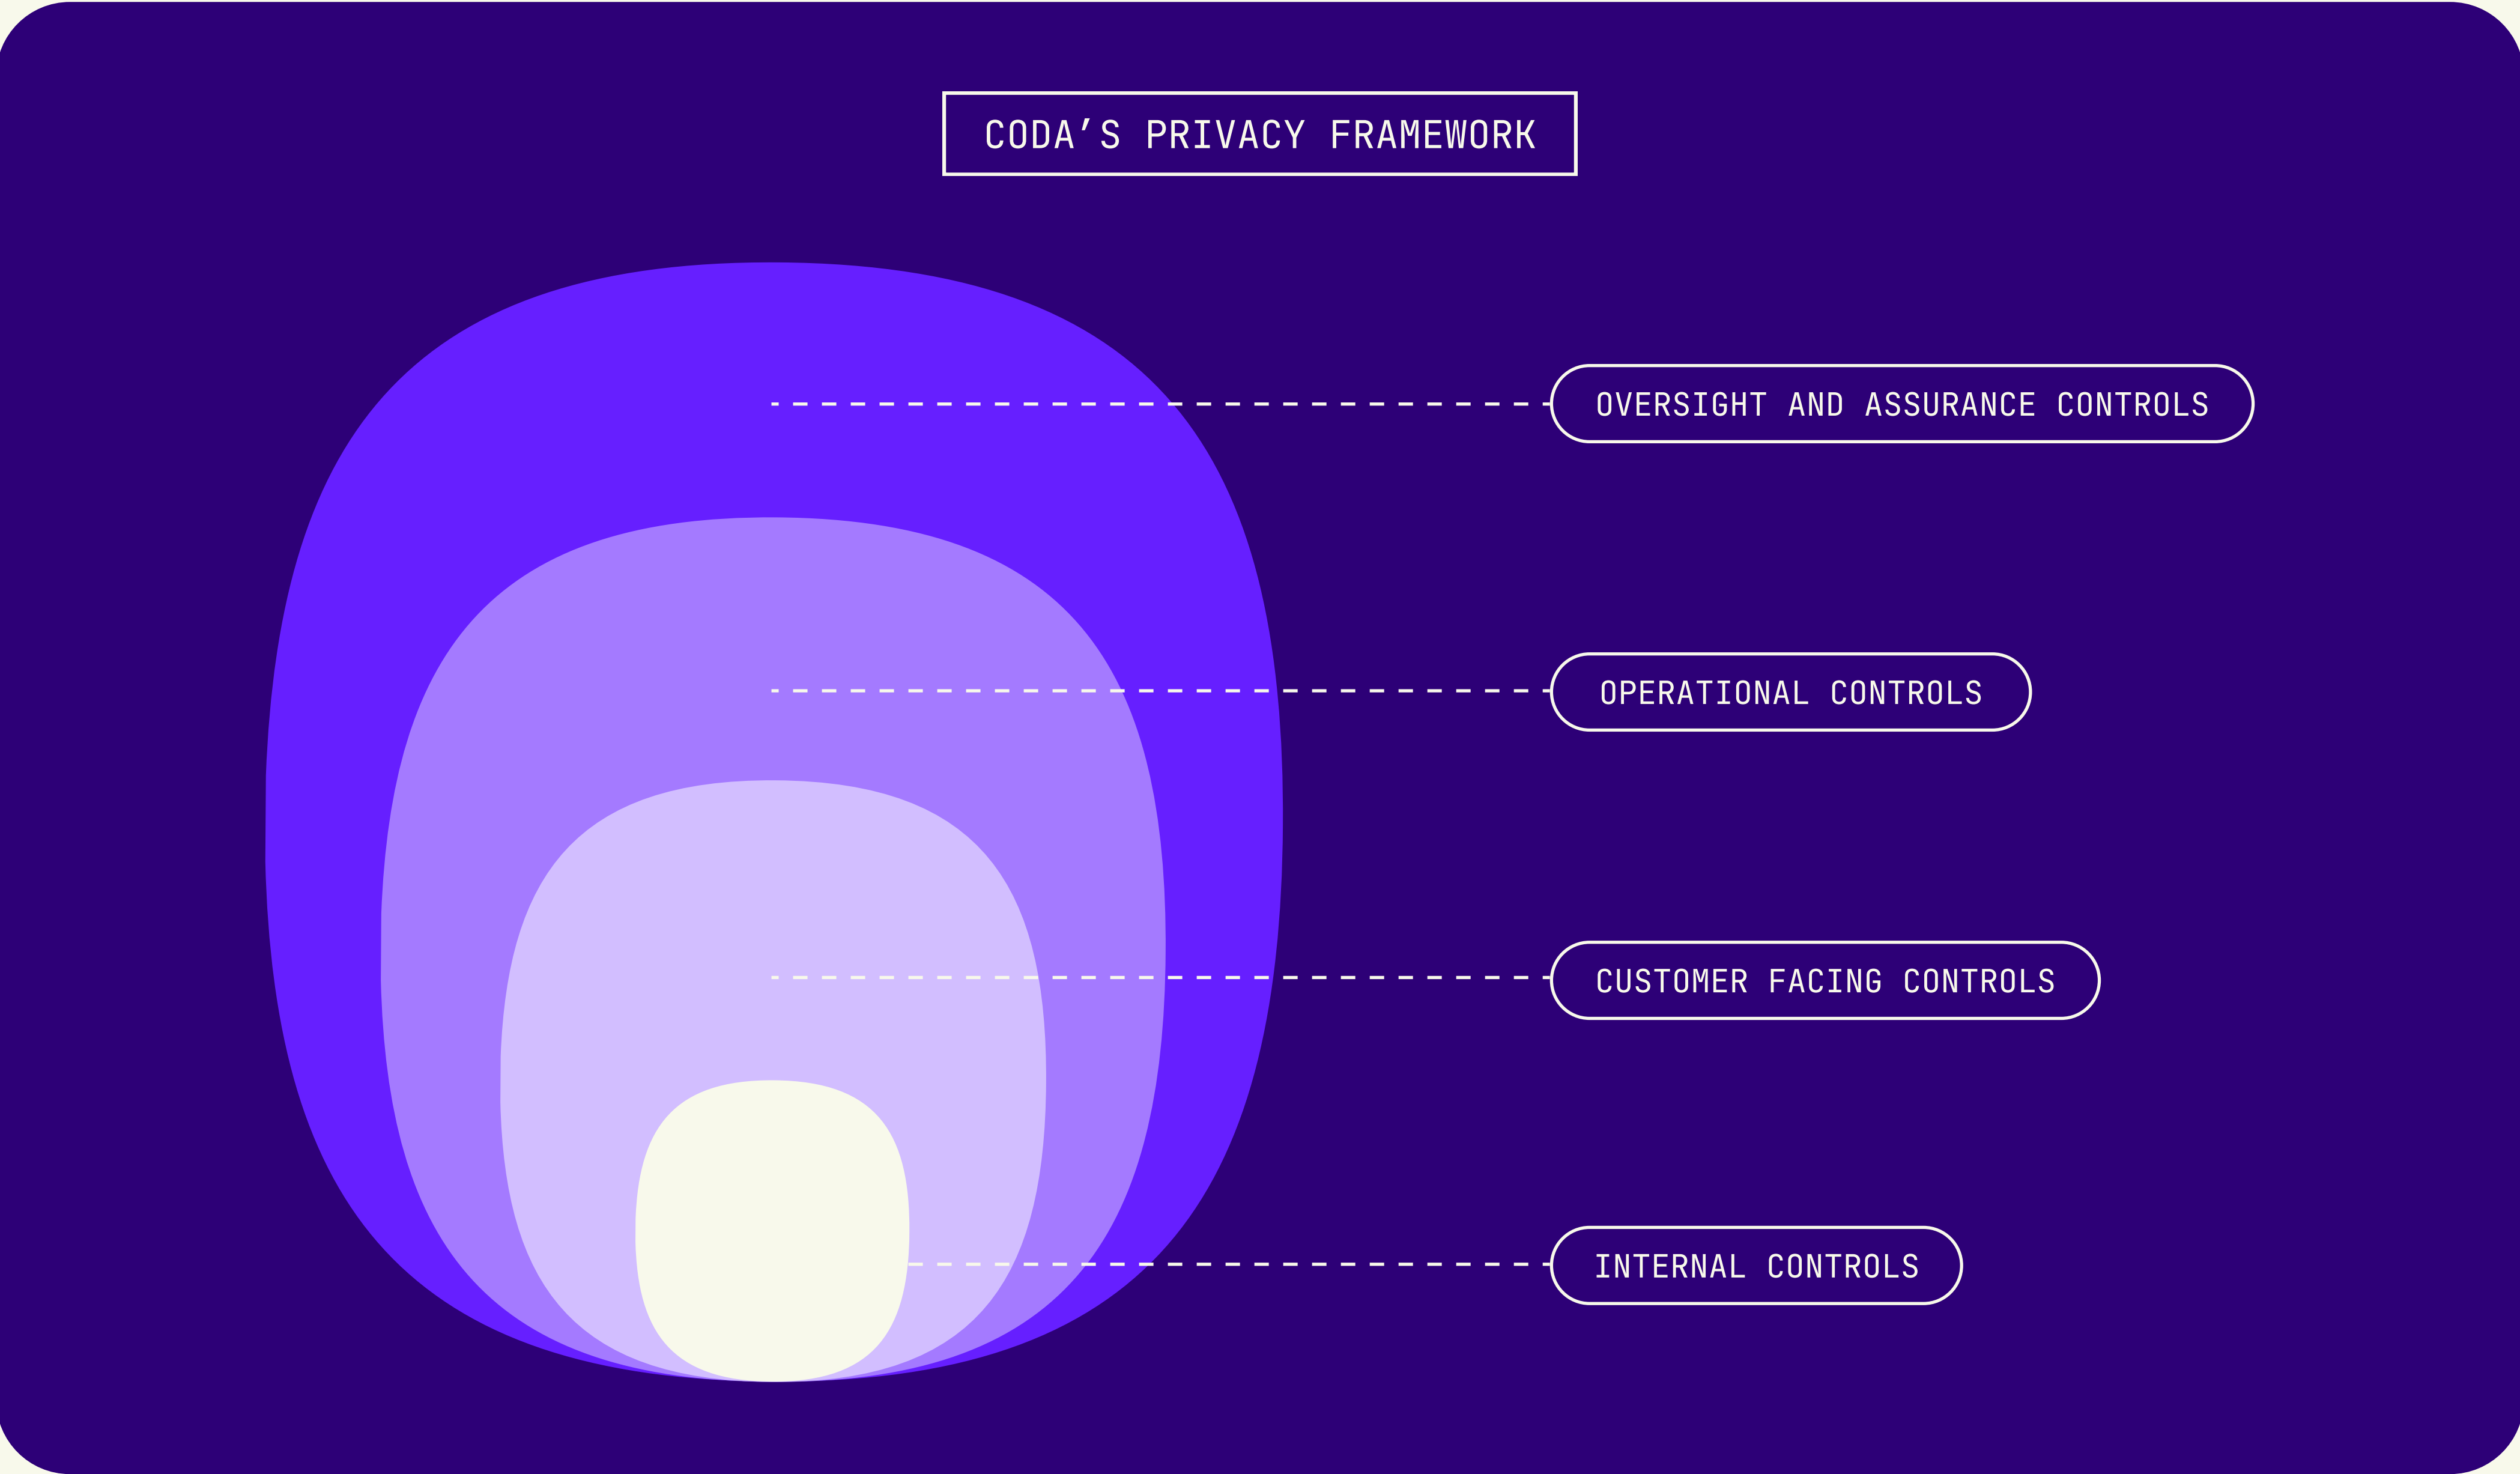 CODA’S PRIVACY FRAMEWORK
OVERSIGHT AND ASSURANCE CONTROLS
OPERATIONAL CONTROLS
CUSTOMER FACING CONTROLS
INTERNAL CONTROLS